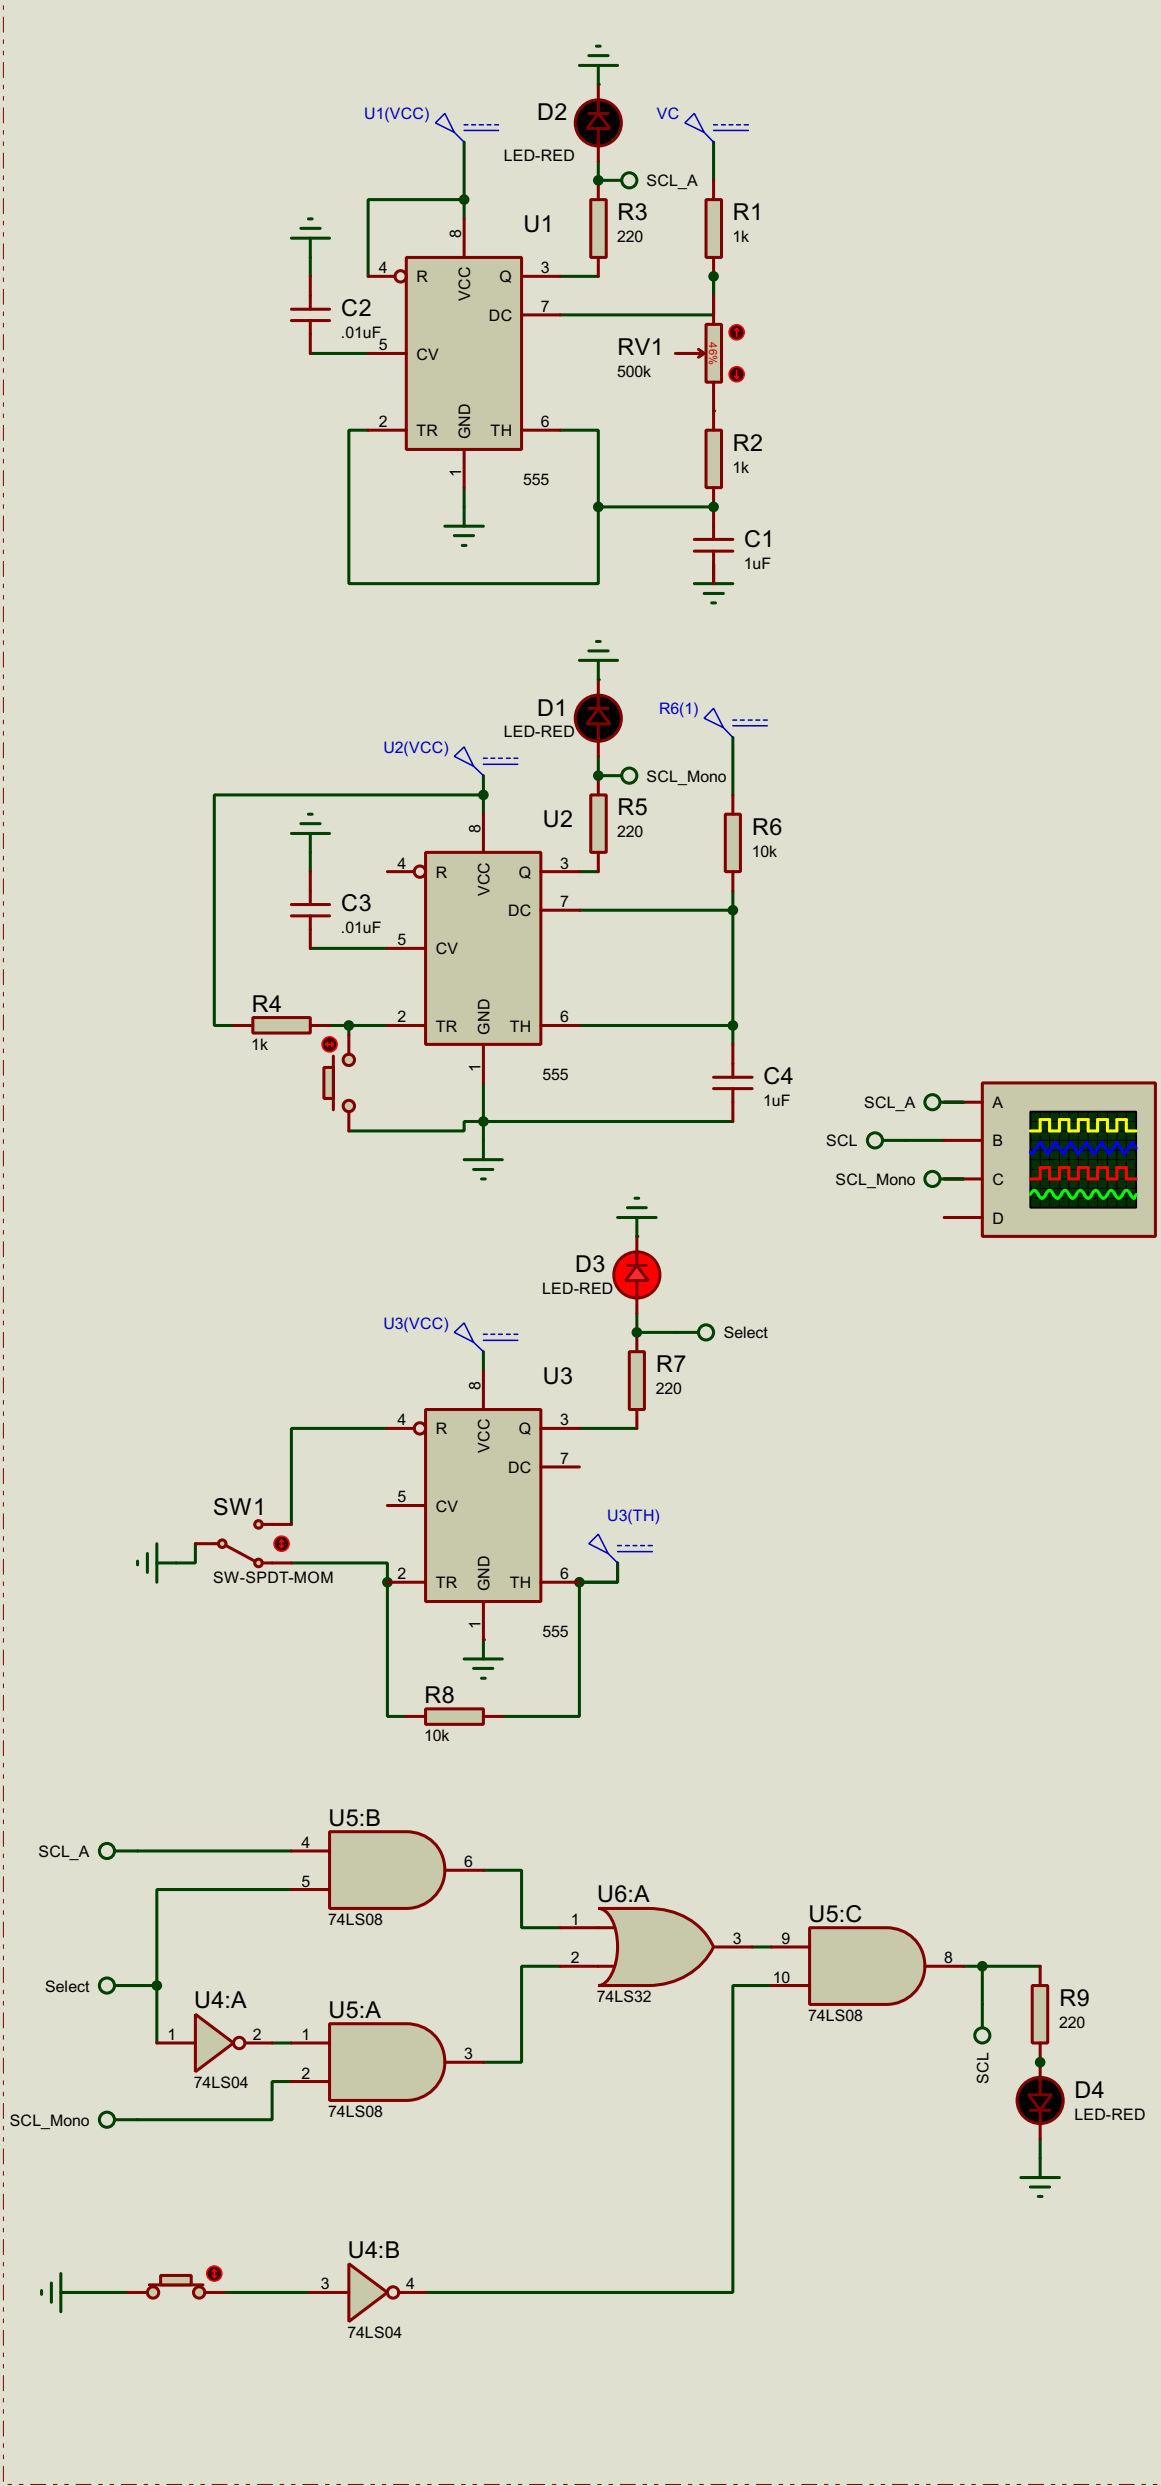 U1(VCC)
D2
LED-RED
VC
SCL_A
R3
220
R1
1k
U1
8
4
R
VCC
Q
3
C2
.01uF
DC
7
5
CV
RV1
500k
46%
2
TR
GND
TH
6
R2
1k
1
555
C1
1uF
D1
LED-RED
R6(1)
U2(VCC)
SCL_Mono
R5
220
U2
R6
10k
8
4
R
VCC
Q
3
C3
.01uF
DC
7
5
CV
R4
1k
2
TR
GND
TH
6
1
555
C4
1uF
SCL_A
A
SCL
B
SCL_Mono
C
D
D3
LED-RED
U3(VCC)
Select
U3
R7
220
8
4
R
VCC
Q
3
DC
7
5
CV
SW1
SW-SPDT-MOM
U3(TH)
2
TR
GND
TH
6
1
555
R8
10k
U5:B
SCL_A
4
5
6
74LS08
U6:A
1
2
3
74LS32
U5:C
9
10
8
74LS08
Select
U4:A
1
2
74LS04
U5:A
1
2
3
74LS08
SCL_Mono
R9
220
SCL
D4
LED-RED
U4:B
3
4
74LS04